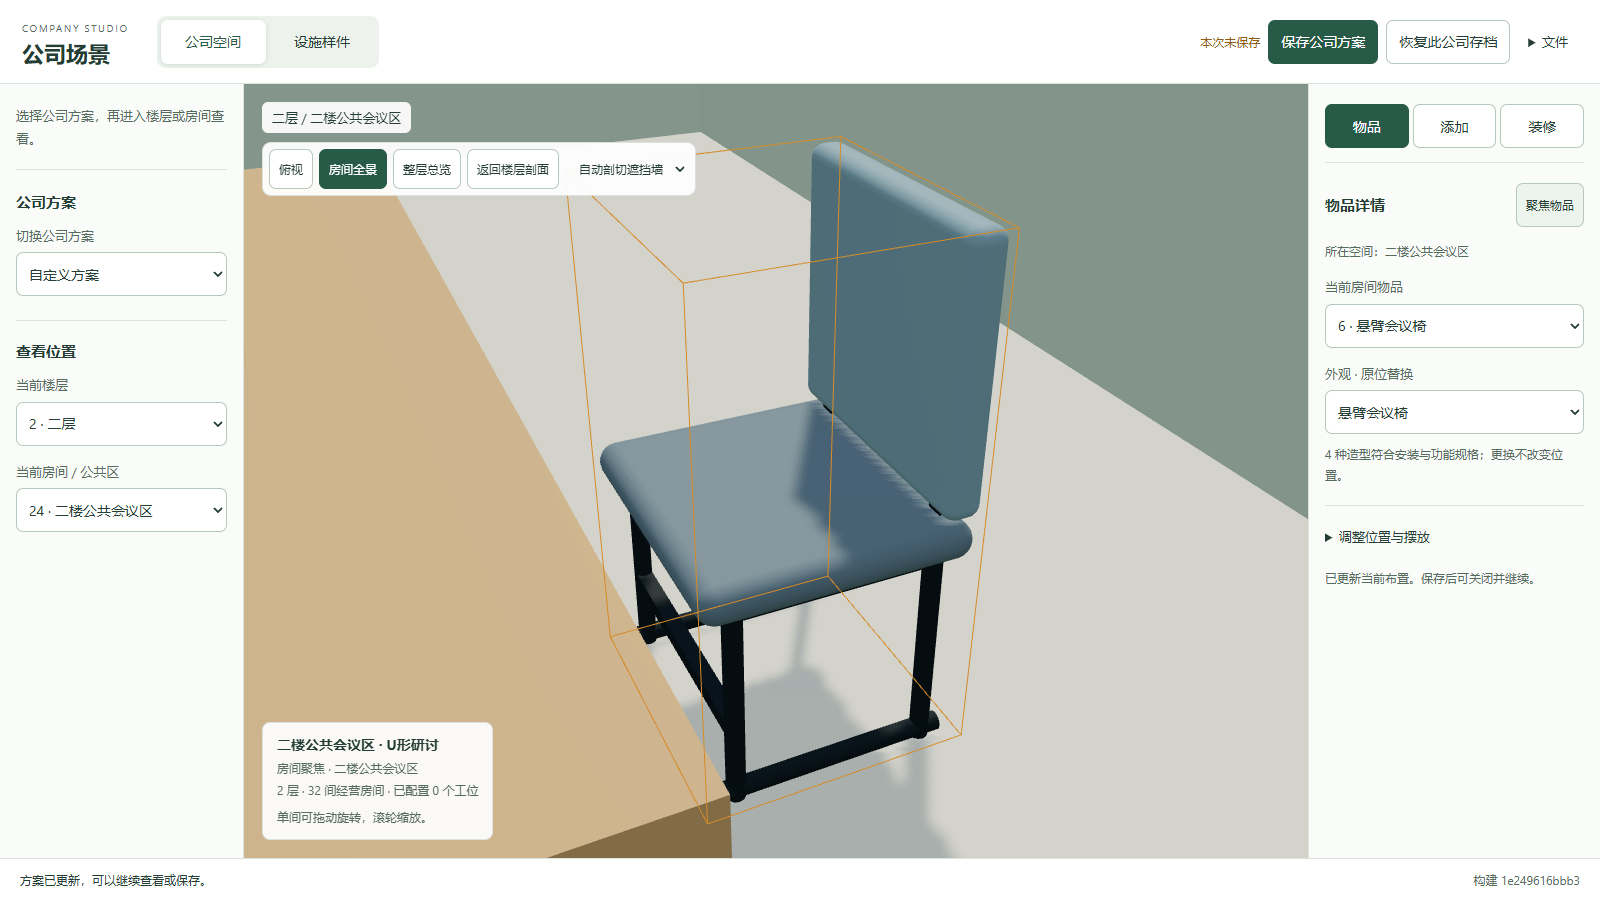 COMPANY STUDIO
公司场景
公司空间
设施样件
本次未保存
保存公司方案
恢复此公司存档
▶ 文件
选择公司方案，再进入楼层或房间查看。
公司方案
切换公司方案
自定义方案
查看位置
当前楼层
2 · 二层
当前房间 / 公共区
24 · 二楼公共会议区
二层 / 二楼公共会议区
俯视
房间全景
整层总览
返回楼层剖面
自动剖切遮挡墙
二楼公共会议区 · U形研讨
房间聚焦 · 二楼公共会议区
2 层 · 32 间经营房间 · 已配置 0 个工位
单间可拖动旋转，滚轮缩放。
物品
添加
装修
物品详情
聚焦物品
所在空间：二楼公共会议区
当前房间物品
6 · 悬臂会议椅
外观 · 原位替换
悬臂会议椅
4 种造型符合安装与功能规格；更换不改变位置。
▶ 调整位置与摆放
已更新当前布置。保存后可关闭并继续。
方案已更新，可以继续查看或保存。
构建 1e249616bbb3